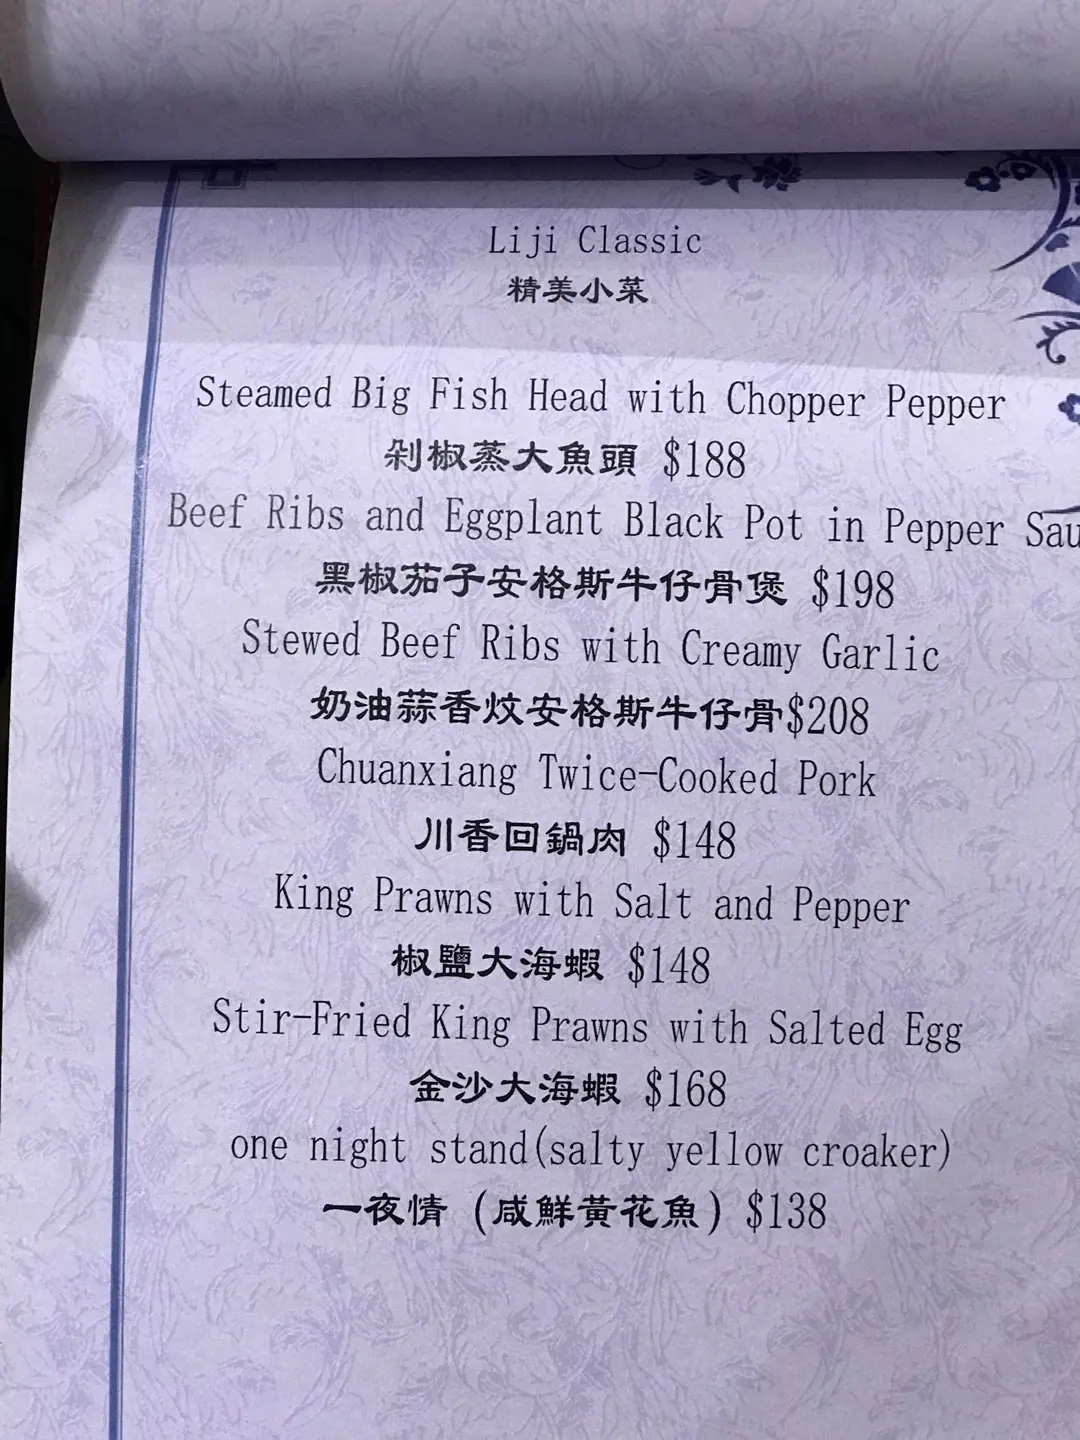 Liji Classic
精美小菜
Steamed Big Fish Head with Chopper Pepper
剁椒蒸大魚頭 $188
Beef Ribs and Eggplant Black Pot in Pepper Sau
黑椒茄子安格斯牛仔骨煲 $198
Stewed Beef Ribs with Creamy Garlic
奶油蒜香炆安格斯牛仔骨$208
Chuanxiang Twice-Cooked Pork
川香回鍋肉 $148
King Prawns with Salt and Pepper
椒鹽大海蝦 $148
Stir-Fried King Prawns with Salted Egg
金沙大海蝦 $168
one night stand(salty yellow croaker)
一夜情 (咸鮮黃花魚) $138